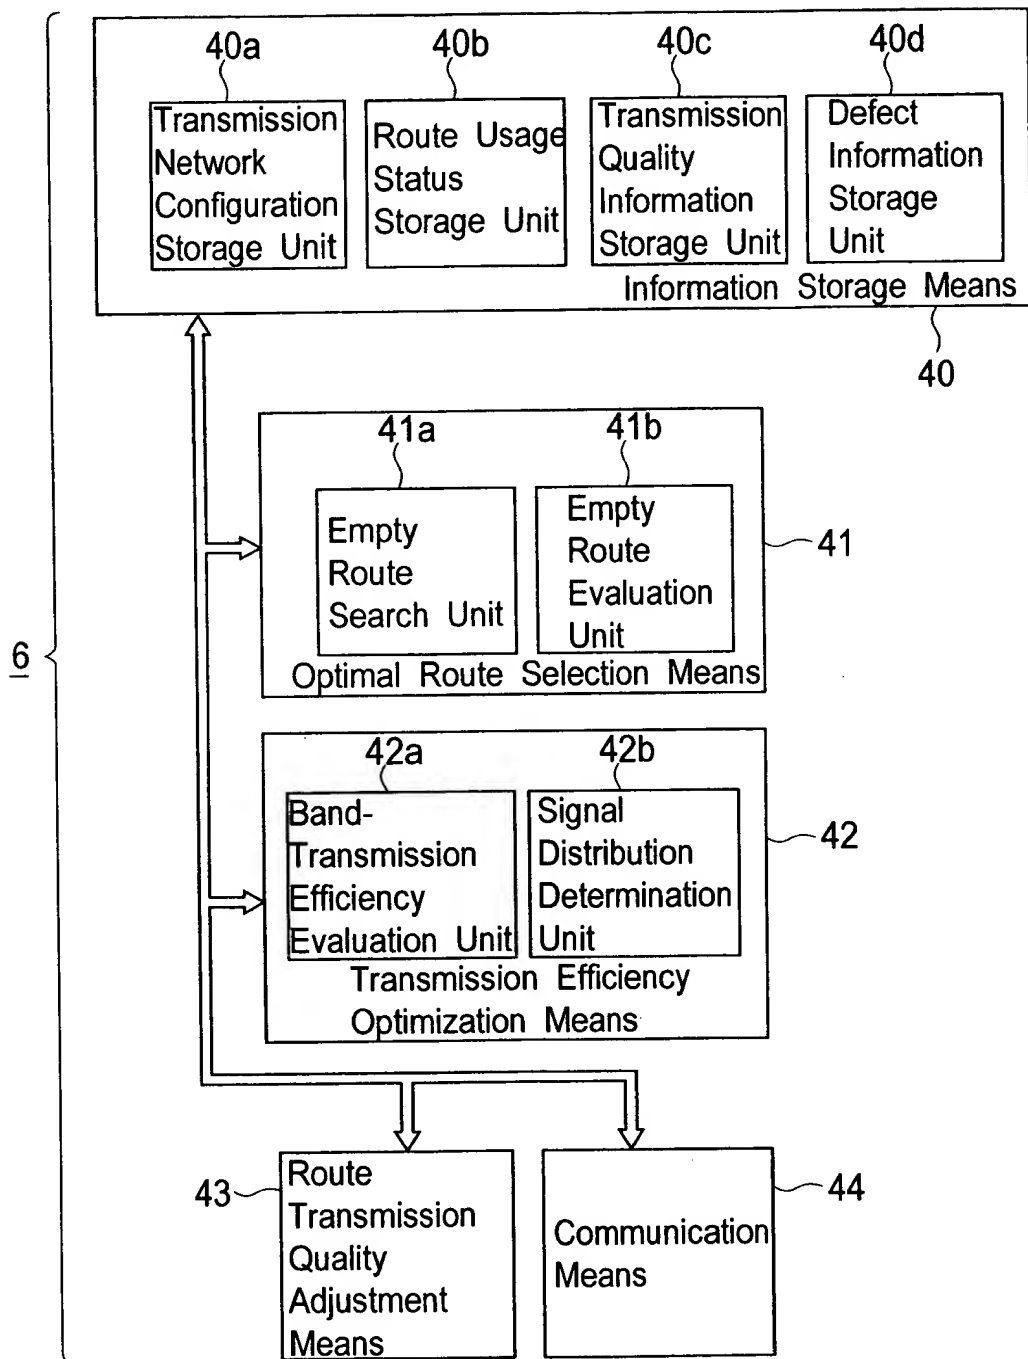 40a
40b
40c
40d
Transmission
Network
Configuration
Storage Unit
Route Usage
Status
Storage Unit
Transmission
Quality
Information
Storage Unit
Defect
Information
Storage
Unit
Information Storage Means
40
41a
41b
Empty
Route
Search Unit
Empty
Route
Evaluation
Unit
41
Optimal Route Selection Means
6
42a
42b
Band-
Transmission
Efficiency
Evaluation Unit
Signal
Distribution
Determination
Unit
42
Transmission Efficiency
Optimization Means
43
Route
Transmission
Quality
Adjustment
Means
44
Communication
Means